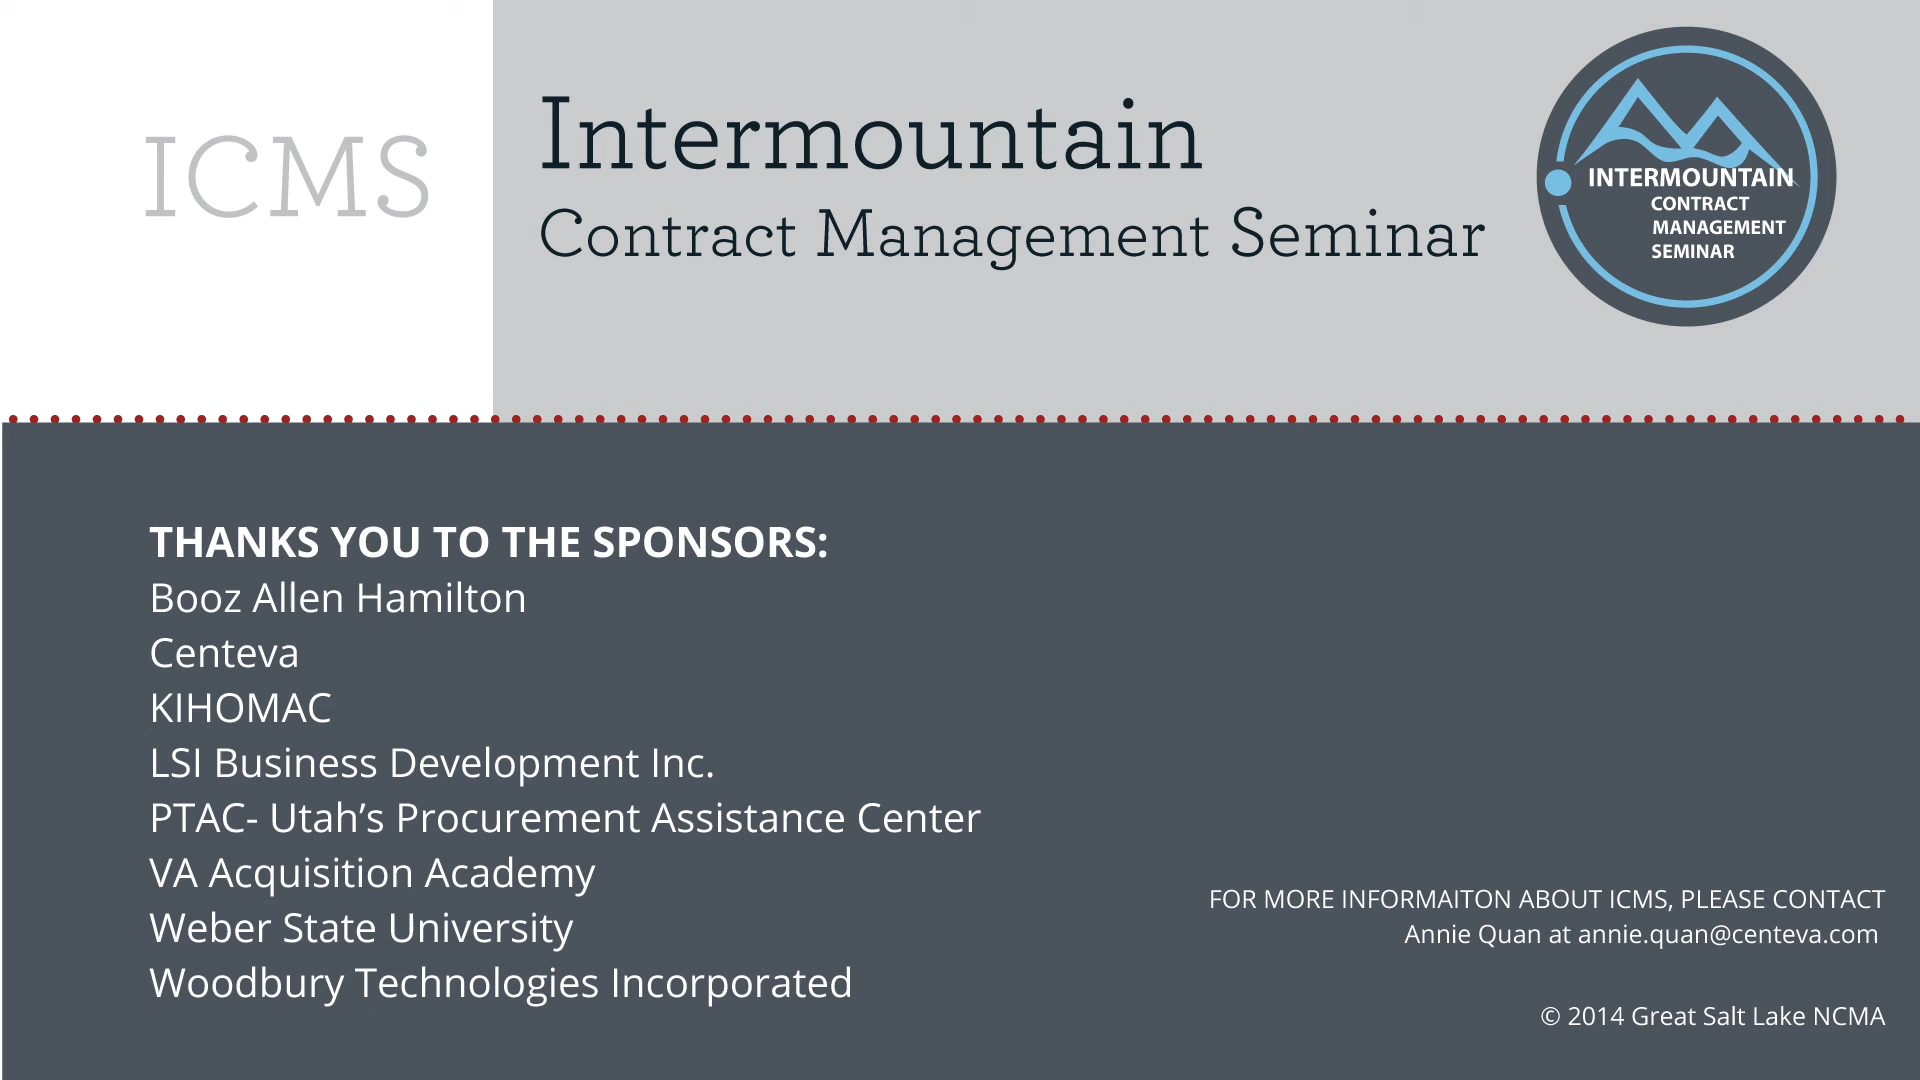 ICMS
Intermountain
Contract Management Seminar
INTERMOUNTAIN
CONTRACT
MANAGEMENT
SEMINAR
THANKS YOU TO THE SPONSORS:
Booz Allen Hamilton
Centeva
KIHOMAC
LSI Business Development Inc.
PTAC- Utah’s Procurement Assistance Center
VA Acquisition Academy
Weber State University
Woodbury Technologies Incorporated
FOR MORE INFORMAITON ABOUT ICMS, PLEASE CONTACT
Annie Quan at annie.quan@centeva.com
© 2014 Great Salt Lake NCMA